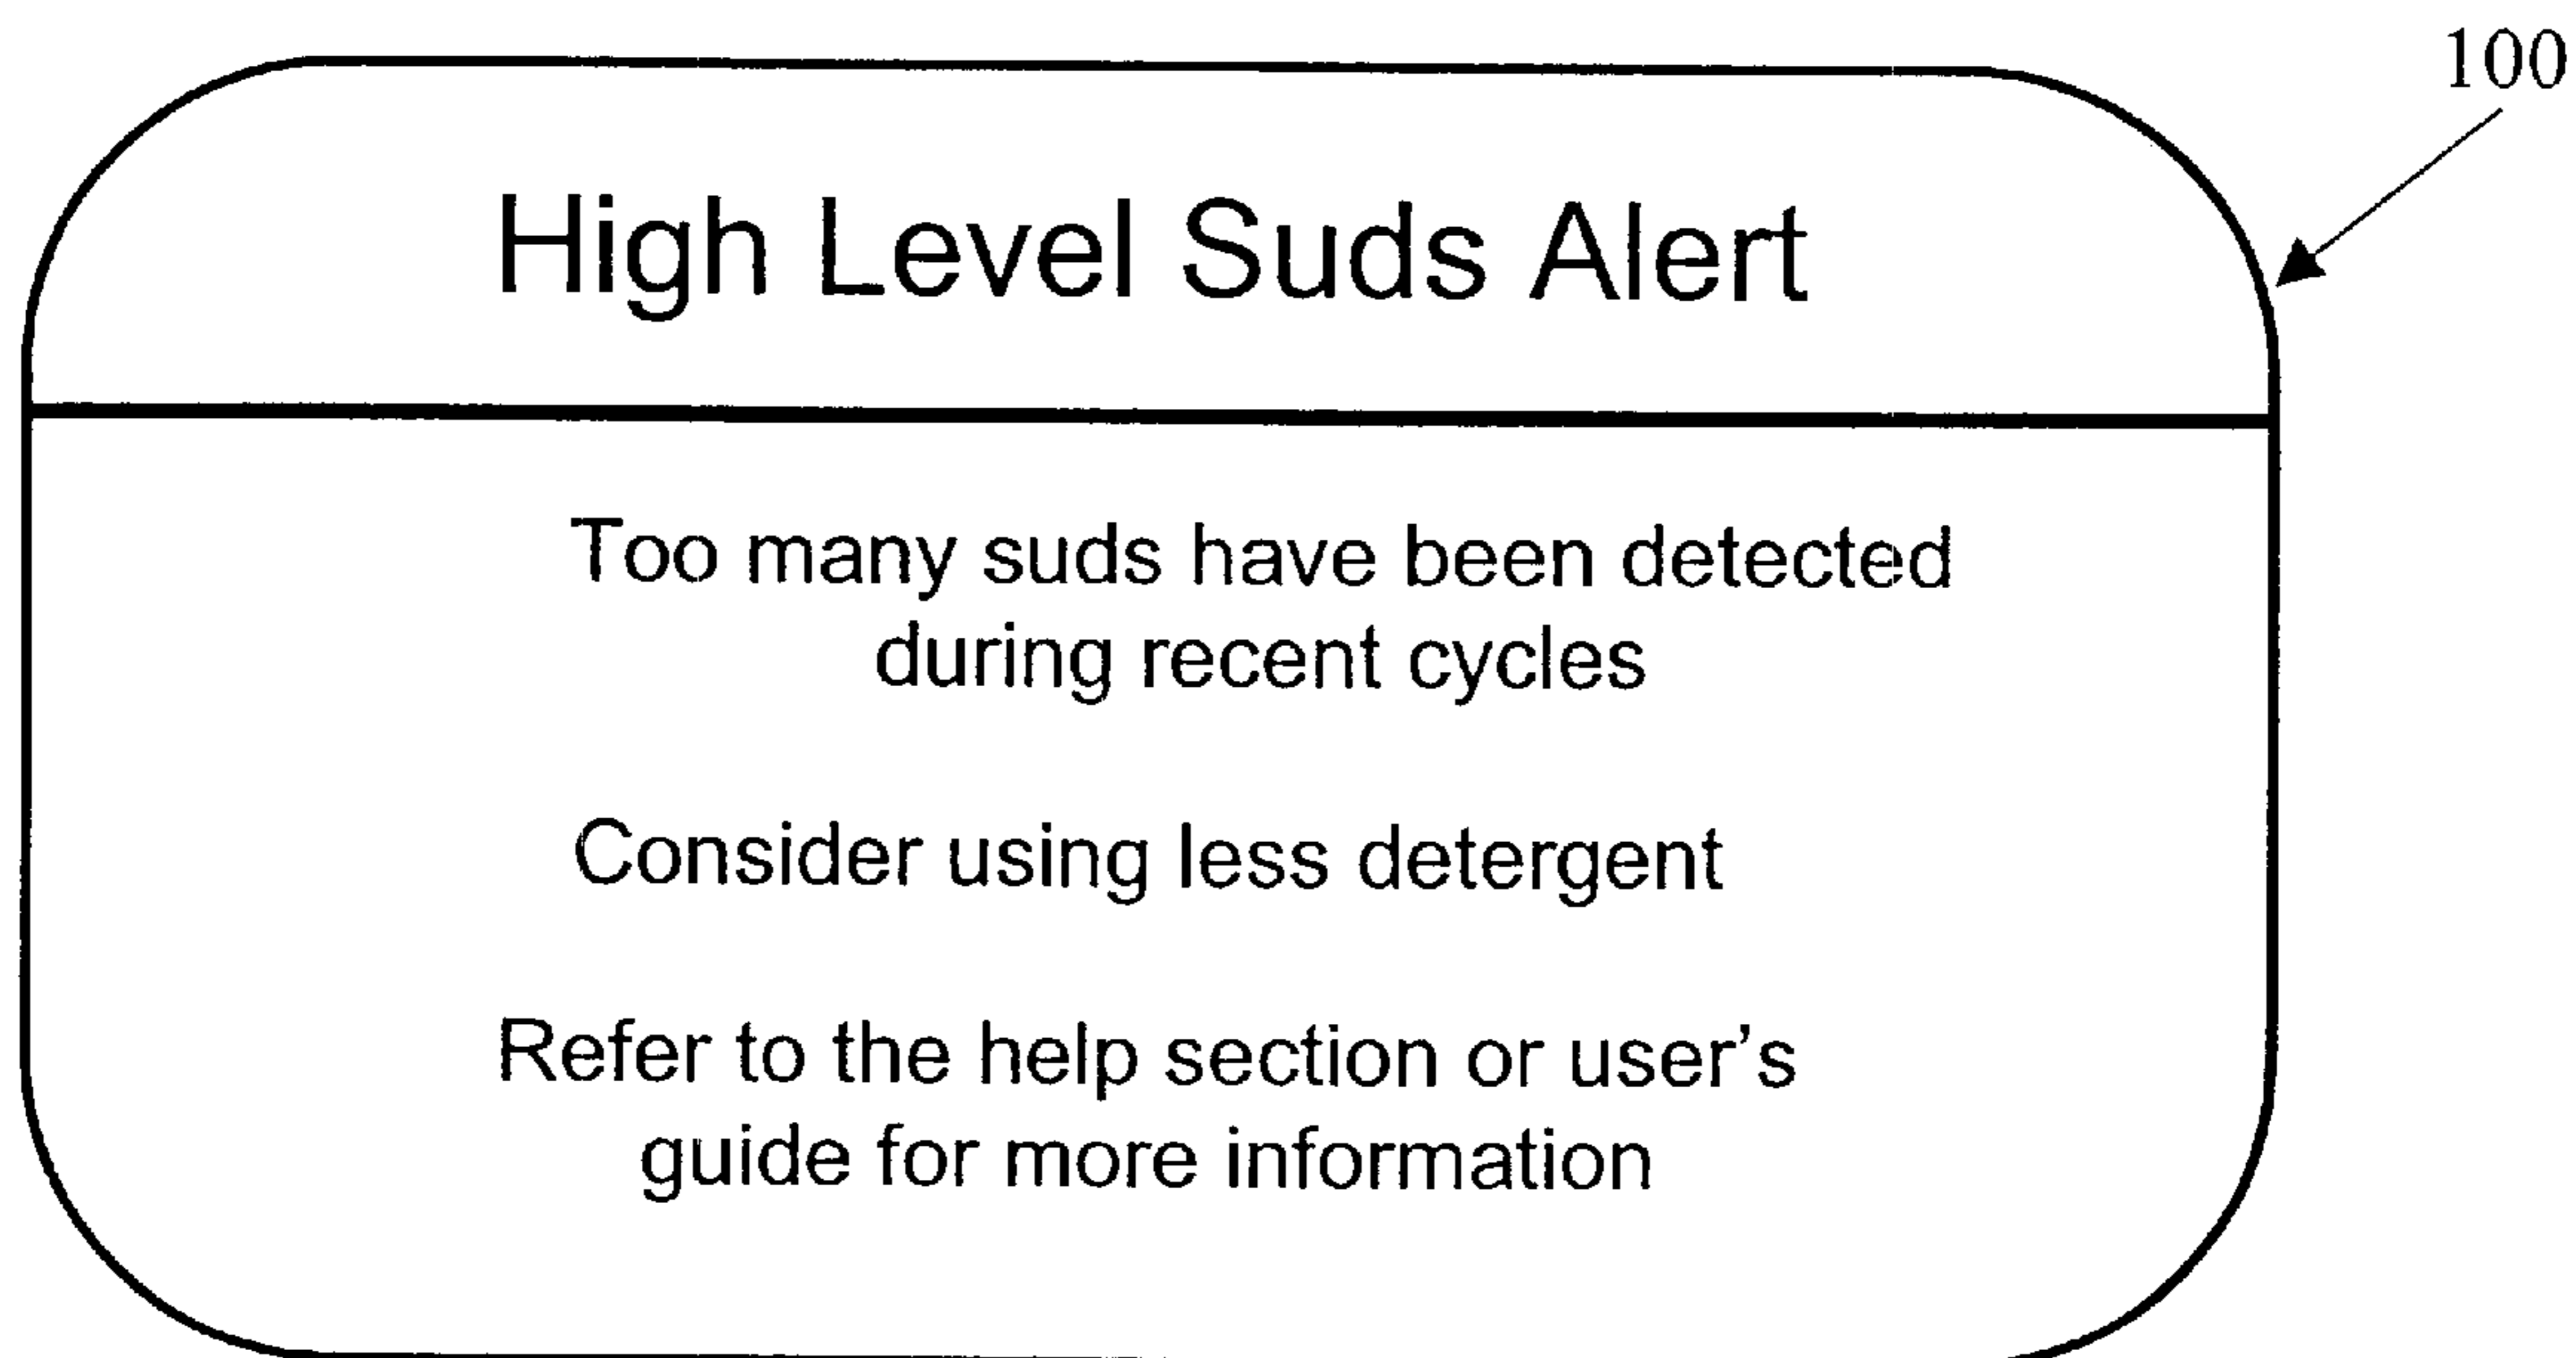 100
High Level Suds Alert
Too many suds have been detected
during recent cycles
Consider using less detergent
Refer to the help section or user’s
guide for more information